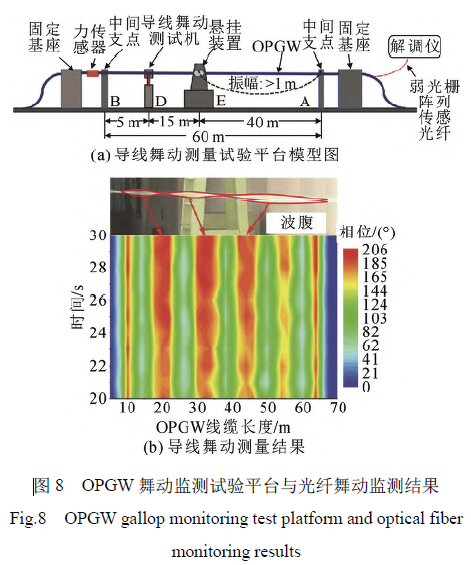 固定基座
力传感器
中间支点
导线舞动测试机
悬挂装置
OPGW
中间支点
固定基座
解调仪
振幅:>1 m
弱光栅阵列传感光纤
B D E A
5 m 15 m 40 m
60 m
(a) 导线舞动测量试验平台模型图
波腹
相位/(°)
30
28
26
24
22
20
时间/s
206
185
165
144
124
103
82
62
41
21
0
10 20 30 40 50 60 70
OPGW线缆长度/m
(b) 导线舞动测量结果
图 8 OPGW 舞动监测试验平台与光纤舞动监测结果
Fig.8 OPGW gallop monitoring test platform and optical fiber
monitoring results